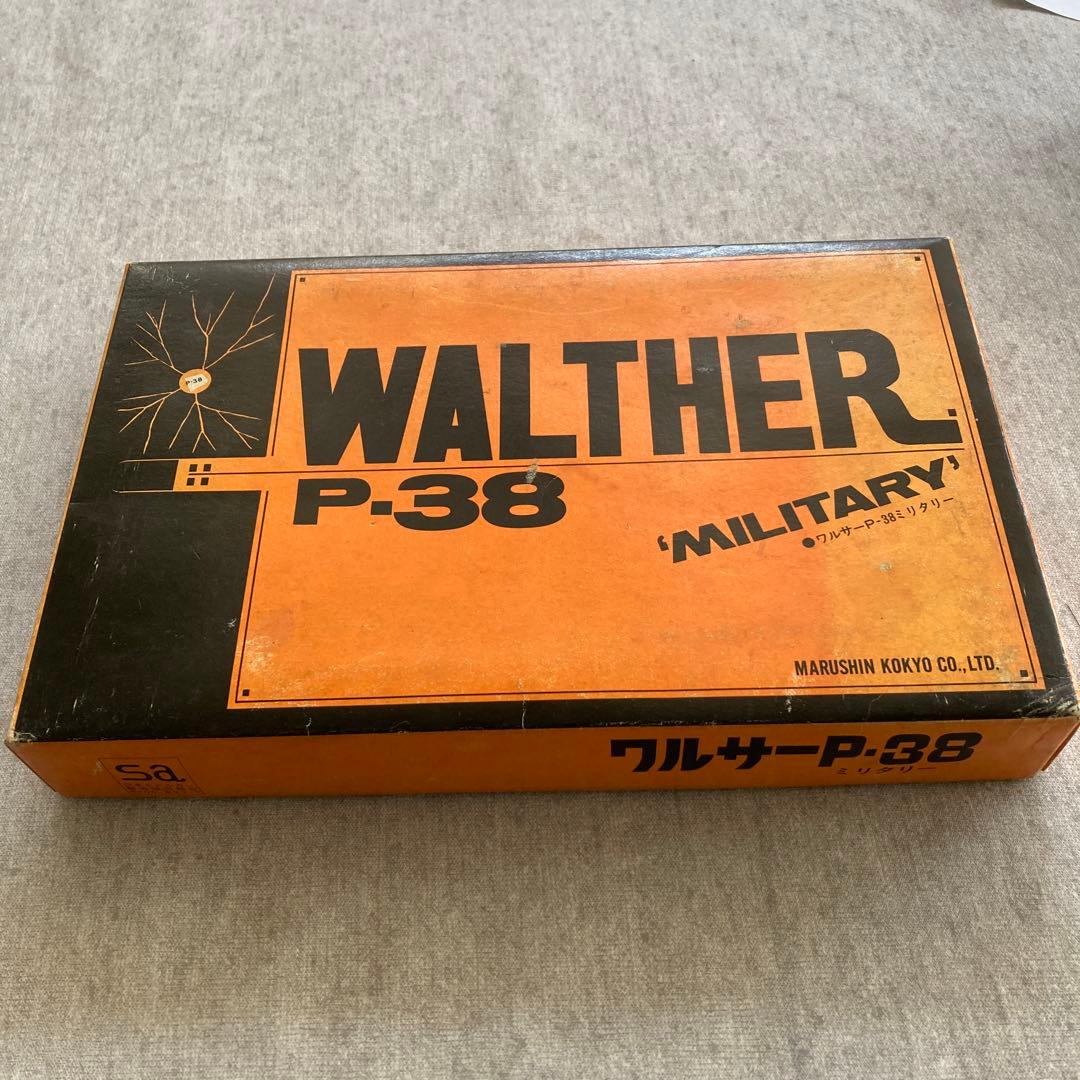 P-38
WALTHER
P-38
'MILITARY'
●ワルサーP-38ミリタリー
MARUSHIN KOKYO CO.,LTD.
sa
ワルサーP-38
ミリタリー